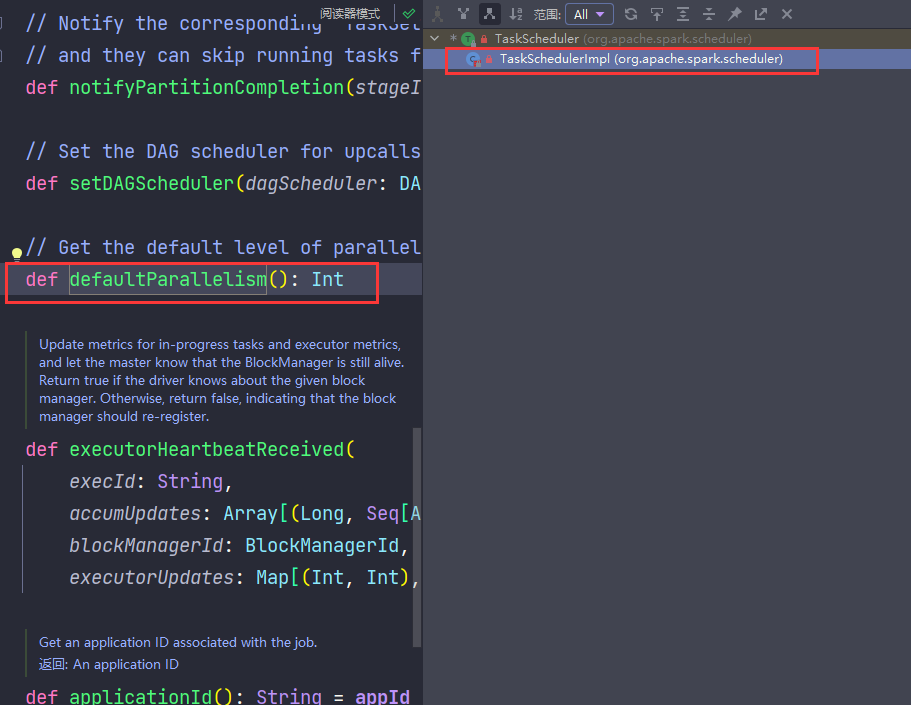 // Notify the corresponding
阅读器模式
// and they can skip running tasks f
def notifyPartitionCompletion(stageI
// Set the DAG scheduler for upcalls
def setDAGScheduler(dagScheduler: DA
// Get the default level of parallel
def defaultParallelism(): Int
Update metrics for in-progress tasks and executor metrics,
and let the master know that the BlockManager is still alive.
Return true if the driver knows about the given block
manager. Otherwise, return false, indicating that the block
manager should re-register.
def executorHeartbeatReceived(
execId: String,
accumUpdates: Array[(Long, Seq[A
blockManagerId: BlockManagerId,
executorUpdates: Map[(Int, Int),
Get an application ID associated with the job.
返回: An application ID
def applicationId(): String = appId
范围: All
* TaskScheduler (org.apache.spark.scheduler)
TaskSchedulerImpl (org.apache.spark.scheduler)